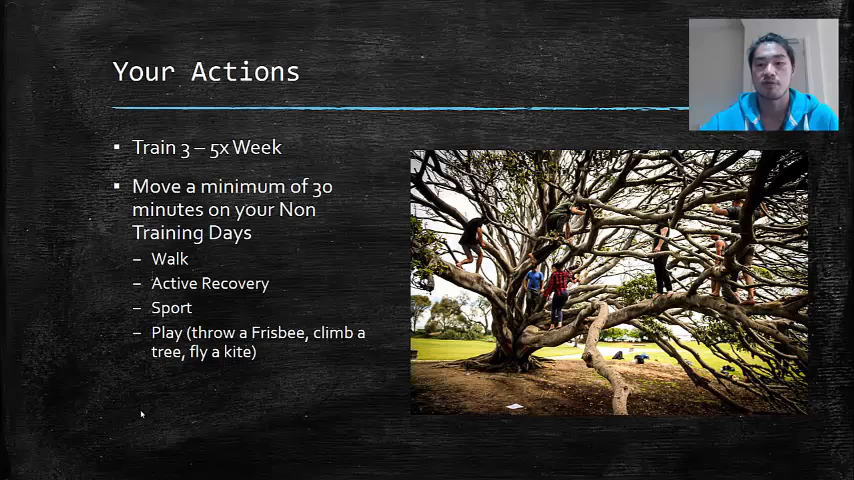 Your Actions
Train 3 – 5x Week
Move a minimum of 30
minutes on your Non
Training Days
– Walk
– Active Recovery
– Sport
– Play (throw a Frisbee, climb a
tree, fly a kite)